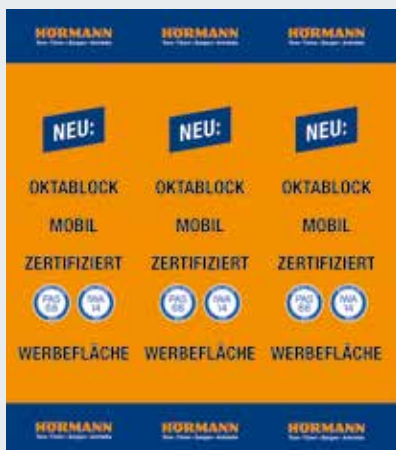 HÖRMANN HÖRMANN HÖRMANN
NEU: NEU: NEU:
OKTABLOCK OKTABLOCK OKTABLOCK
MOBIL MOBIL MOBIL
ZERTIFIZIERT ZERTIFIZIERT ZERTIFIZIERT
PAS 68 IWA 14 PAS 68 IWA 14 PAS 68 IWA 14
WERBEFLÄCHE WERBEFLÄCHE WERBEFLÄCHE
HÖRMANN HÖRMANN HÖRMANN